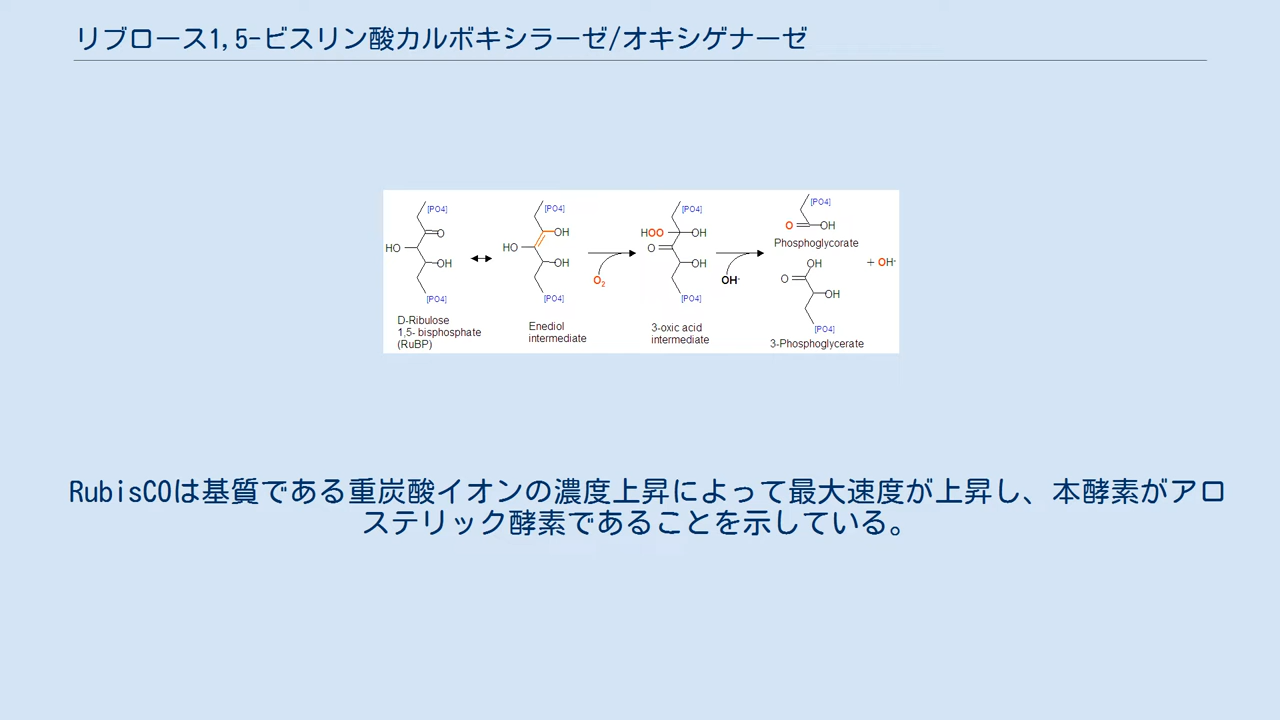 リブロース1,5-ビスリン酸カルボキシラーゼ/オキシゲナーゼ
[PO4]
O
HO
OH
[PO4]
D-Ribulose
1,5- bisphosphate
(RuBP)
[PO4]
OH
HO
OH
[PO4]
Enediol
intermediate
O2
[PO4]
HOO OH
O
OH
[PO4]
3-oxic acid
intermediate
OH-
[PO4]
O OH
Phosphoglycorate
OH
O
OH
[PO4]
3-Phosphoglycerate
+ OH-
RubisCOは基質である重炭酸イオンの濃度上昇によって最大速度が上昇し、本酵素がアロ
ステリック酵素であることを示している。